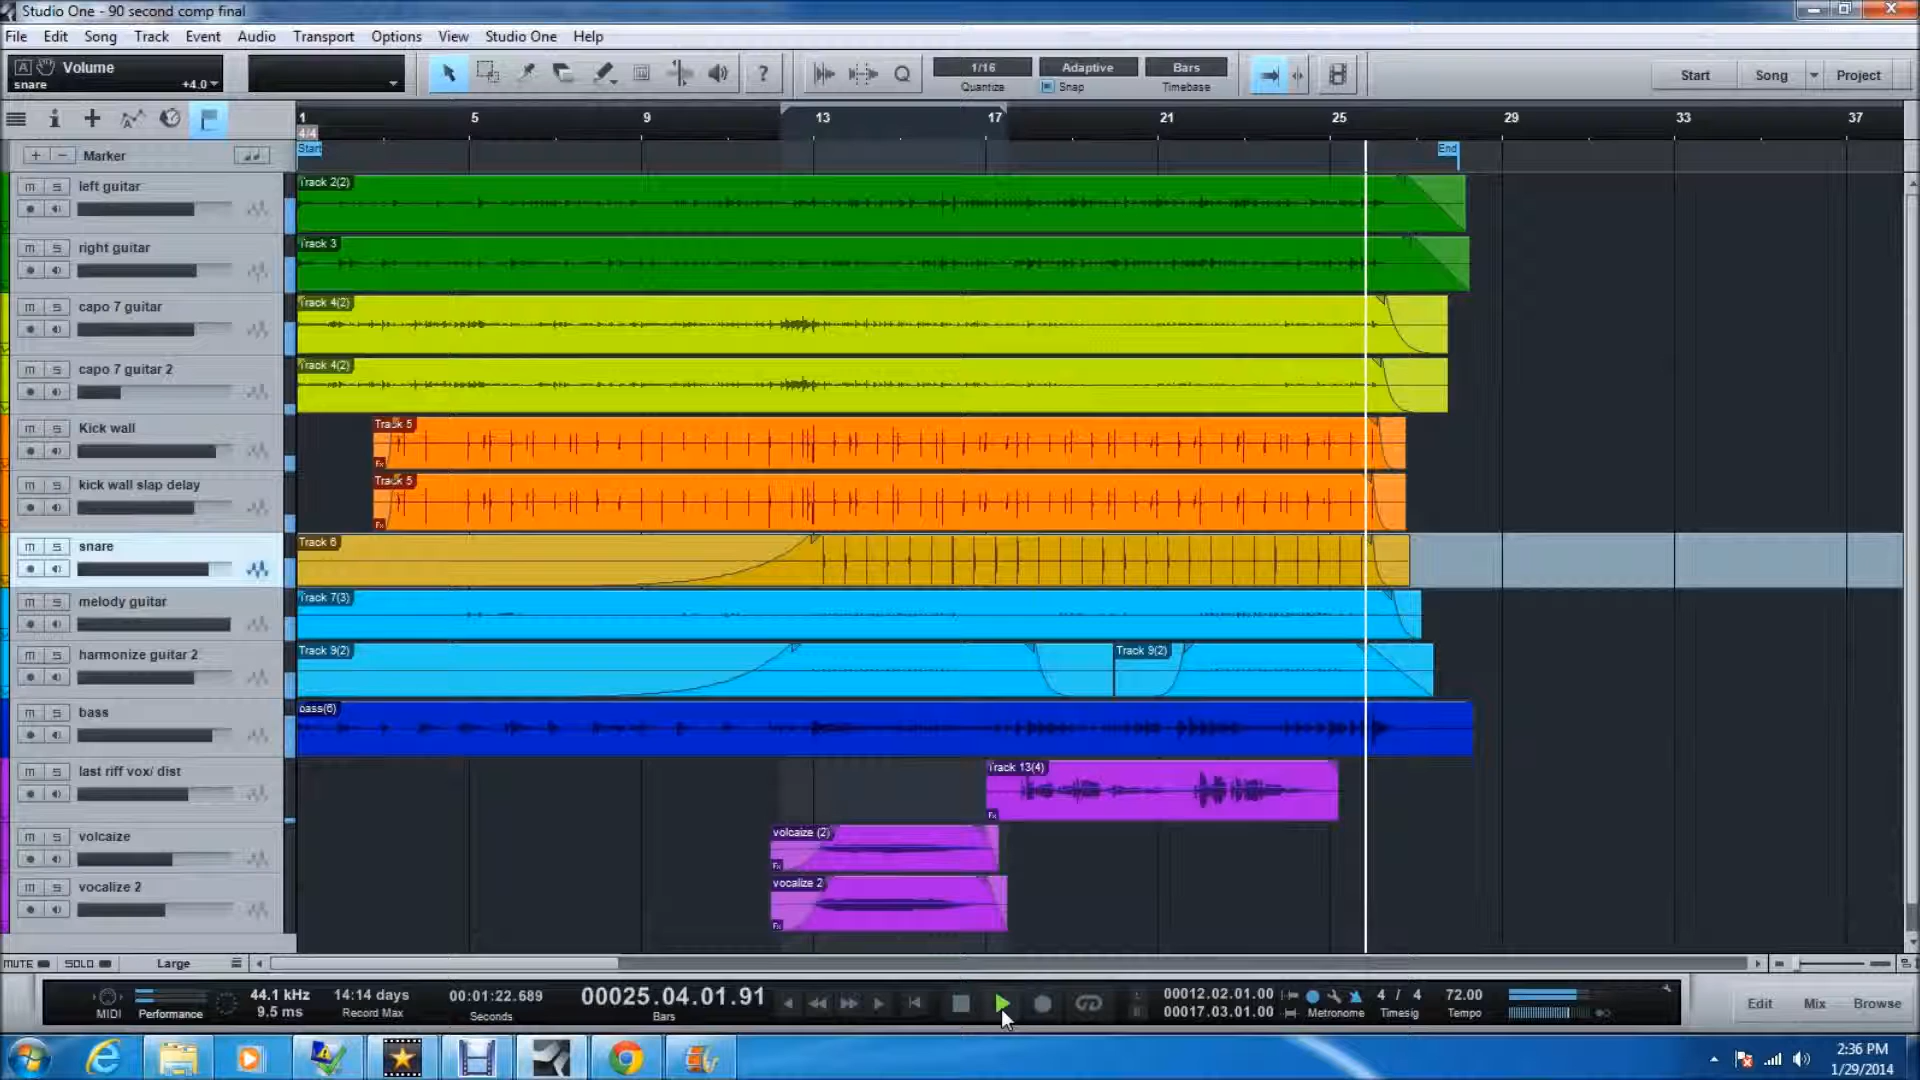 Studio One - 90 second comp final
File Edit Song Track Event Audio Transport Options View Studio One Help
A Volume
snare +4.0
?
Q
1/16 Adaptive Bars
Quantize Snap Timebase
Start Song Project
1 5 9 13 17 21 25 29 33 37
4/4
+ - Marker Start End
m S left guitar Track 2(2)
m S right guitar Track 3
m S capo 7 guitar Track 4(2)
m S capo 7 guitar 2 Track 4(2)
m S Kick wall Track 5
Fx
m S kick wall slap delay Track 5
Fx
m S snare Track 6
m S melody guitar Track 7(3)
m S harmonize guitar 2 Track 9(2) Track 9(2)
m S bass bass(6)
m S last riff vox/ dist Track 13(4)
Fx
m S volcaize volcaize (2)
Fx
m S vocalize 2 vocalize 2
Fx
MUTE SOLO Large
MIDI Performance
44.1 kHz 14:14 days 00:01:22.689 00025.04.01.91
9.5 ms Record Max Seconds Bars
00012.02.01.00 4 / 4 72.00
00017.03.01.00 Metronome Timesig Tempo
Edit Mix Browse
2:36 PM
1/29/2014